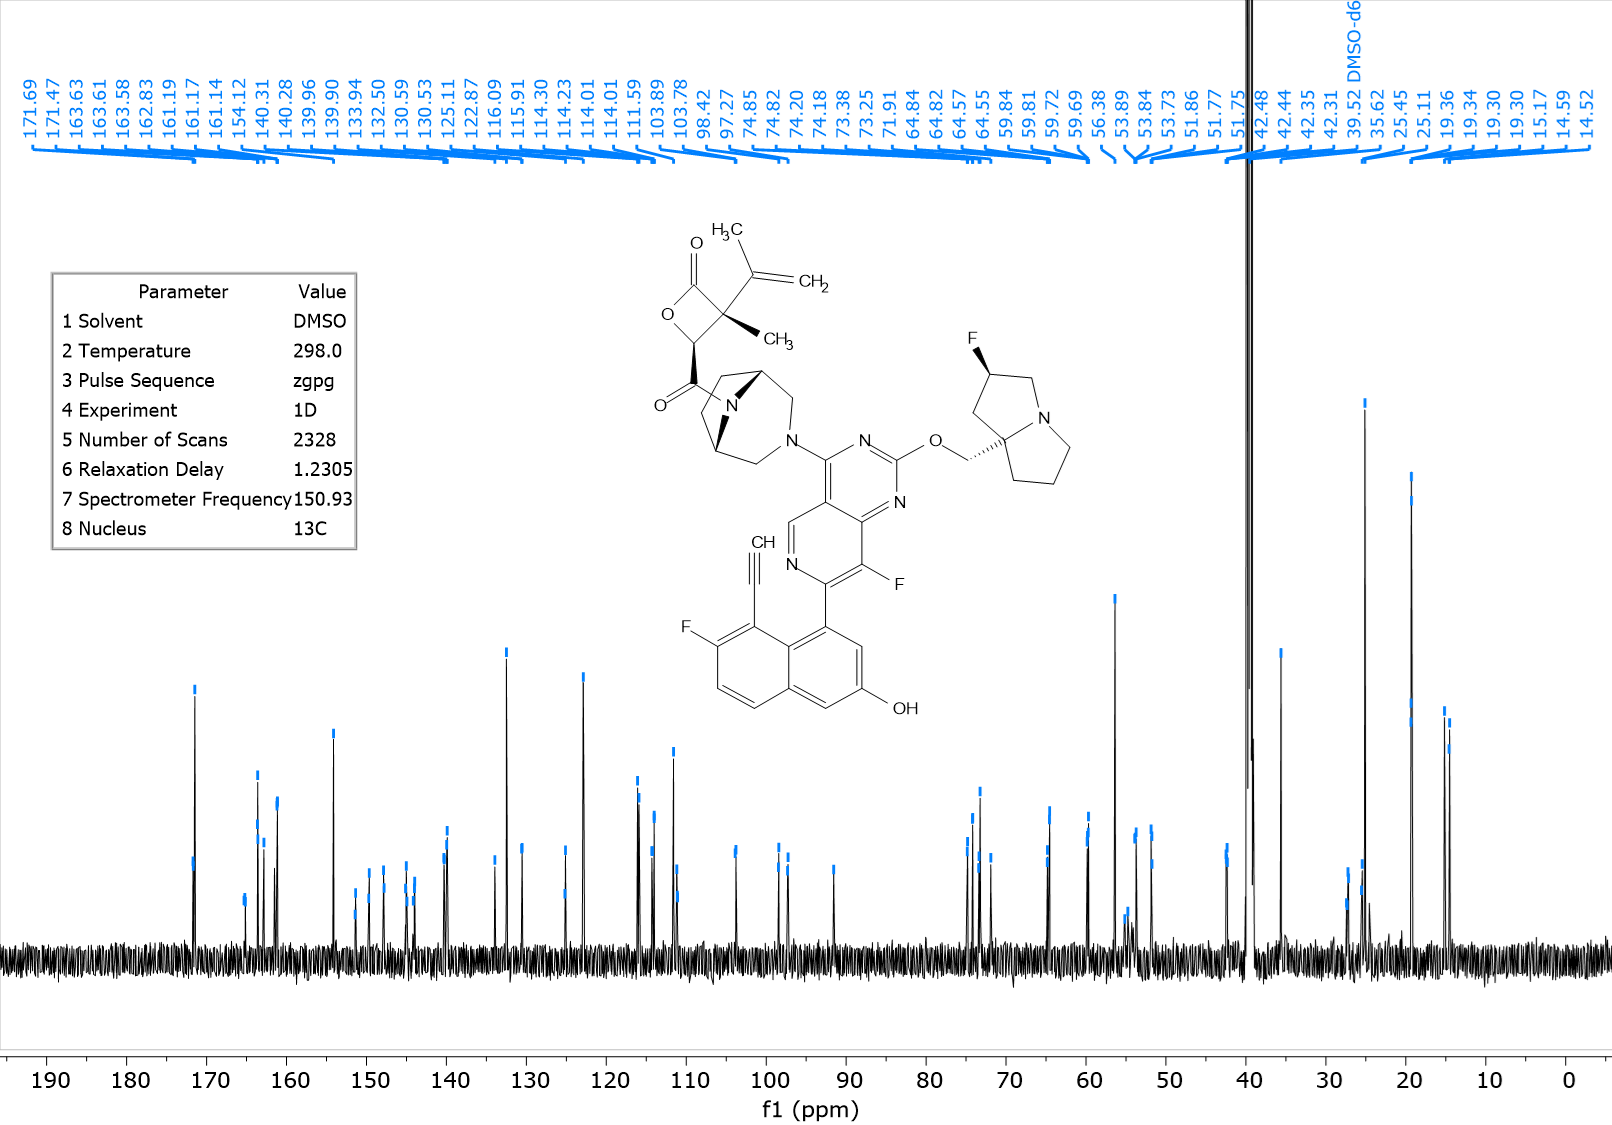 171.69
171.47
163.63
163.61
163.58
162.83
161.19
161.17
161.14
154.12
140.31
140.28
139.96
139.90
133.94
132.50
130.59
130.53
125.11
122.87
116.09
115.91
114.30
114.23
114.01
114.01
111.59
103.89
103.78
98.42
97.27
74.85
74.82
74.20
74.18
73.38
73.25
71.91
64.84
64.82
64.57
64.55
59.84
59.81
59.72
59.69
56.38
53.89
53.84
53.73
51.86
51.77
51.75
42.48
42.44
42.35
42.31
39.52 DMSO-d6
35.62
25.45
25.11
19.36
19.34
19.30
19.30
15.17
14.59
14.52
Parameter Value
1 Solvent DMSO
2 Temperature 298.0
3 Pulse Sequence zgpg
4 Experiment 1D
5 Number of Scans 2328
6 Relaxation Delay 1.2305
7 Spectrometer Frequency 150.93
8 Nucleus 13C
H3C
O
CH2
O
CH3
F
O
N
N
N
N
O
N
CH
N
F
F
OH
190 180 170 160 150 140 130 120 110 100 90 80 70 60 50 40 30 20 10 0
f1 (ppm)